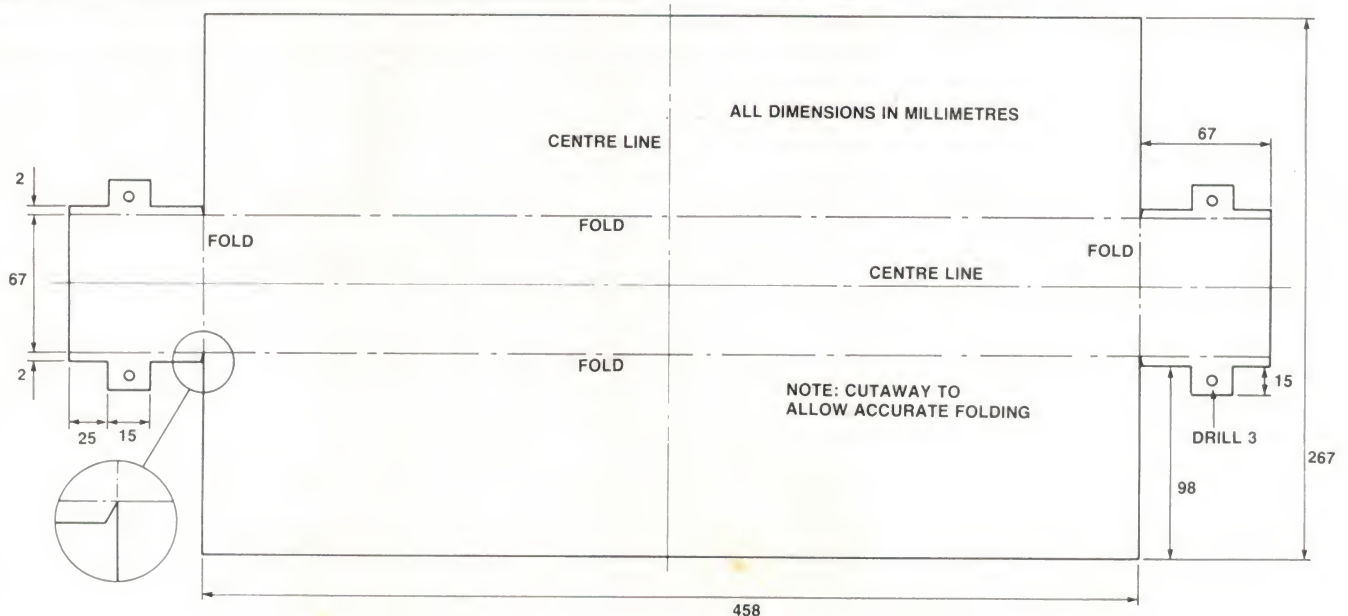 ALL DIMENSIONS IN MILLIMETRES
CENTRE LINE
67
2
FOLD
FOLD
FOLD
67
CENTRE LINE
2
FOLD
NOTE: CUTAWAY TO
ALLOW ACCURATE FOLDING
15
25
15
DRILL 3
267
98
458